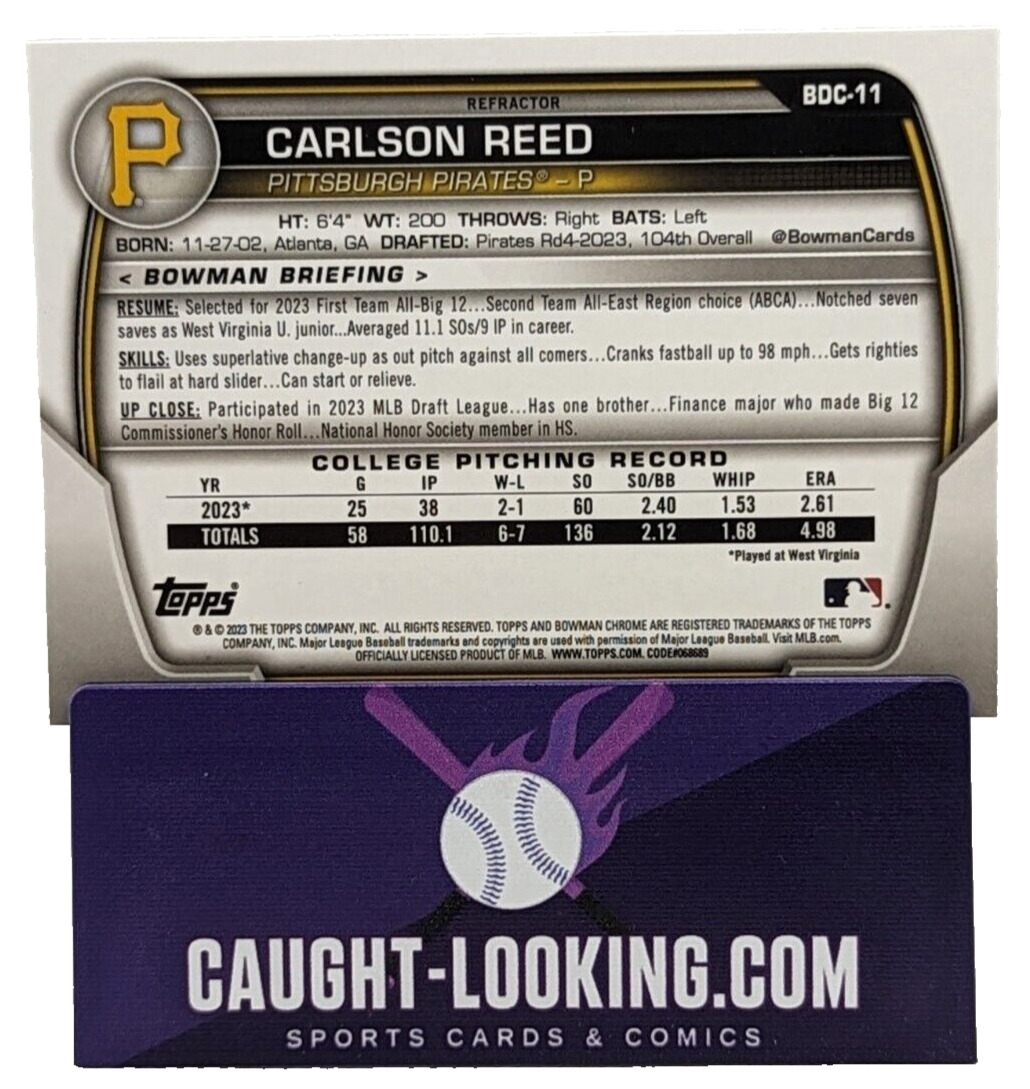 REFRACTOR
BDC-11
P
CARLSON REED
PITTSBURGH PIRATES® – P
HT: 6'4" WT: 200 THROWS: Right BATS: Left
BORN: 11-27-02, Atlanta, GA DRAFTED: Pirates Rd4-2023, 104th Overall @BowmanCards
< BOWMAN BRIEFING >
RESUME: Selected for 2023 First Team All-Big 12...Second Team All-East Region choice (ABCA)...Notched seven
saves as West Virginia U. junior...Averaged 11.1 SOs/9 IP in career.
SKILLS: Uses superlative change-up as out pitch against all comers...Cranks fastball up to 98 mph...Gets righties
to flail at hard slider...Can start or relieve.
UP CLOSE: Participated in 2023 MLB Draft League...Has one brother...Finance major who made Big 12
Commissioner's Honor Roll...National Honor Society member in HS.
COLLEGE PITCHING RECORD
YR G IP W-L SO SO/BB WHIP ERA
2023* 25 38 2-1 60 2.40 1.53 2.61
TOTALS 58 110.1 6-7 136 2.12 1.68 4.98
*Played at West Virginia
Topps®
® & © 2023 THE TOPPS COMPANY, INC. ALL RIGHTS RESERVED. TOPPS AND BOWMAN CHROME ARE REGISTERED TRADEMARKS OF THE TOPPS
COMPANY, INC. Major League Baseball trademarks and copyrights are used with permission of Major League Baseball. Visit MLB.com.
OFFICIALLY LICENSED PRODUCT OF MLB. WWW.TOPPS.COM. CODE#068689
CAUGHT-LOOKING.COM
SPORTS CARDS & COMICS